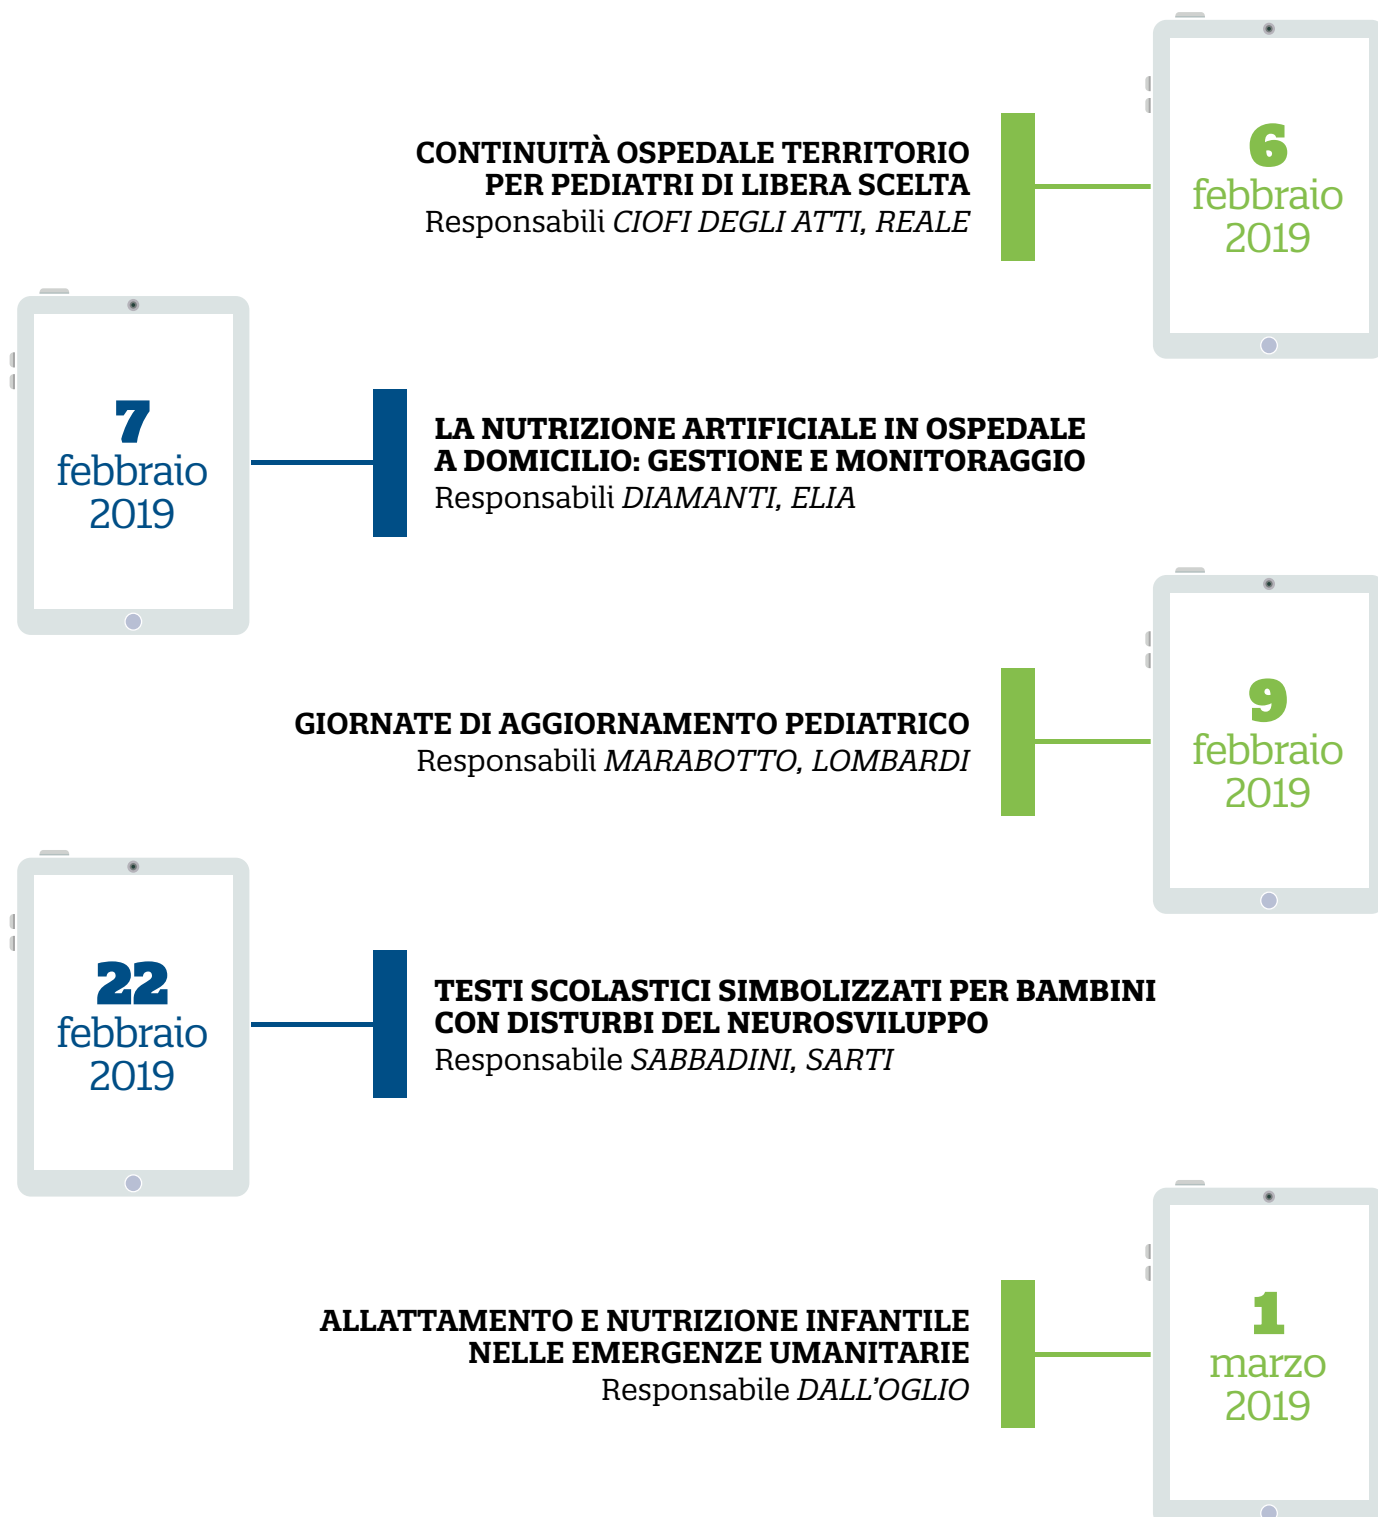 CONTINUITÀ OSPEDALE TERRITORIO
PER PEDIATRI DI LIBERA SCELTA
Responsabili CIOFI DEGLI ATTI, REALE
6
febbraio
2019
7
febbraio
2019
LA NUTRIZIONE ARTIFICIALE IN OSPEDALE
A DOMICILIO: GESTIONE E MONITORAGGIO
Responsabili DIAMANTI, ELIA
GIORNATE DI AGGIORNAMENTO PEDIATRICO
Responsabili MARABOTTO, LOMBARDI
9
febbraio
2019
22
febbraio
2019
TESTI SCOLASTICI SIMBOLIZZATI PER BAMBINI
CON DISTURBI DEL NEUROSVILUPPO
Responsabile SABBADINI, SARTI
ALLATTAMENTO E NUTRIZIONE INFANTILE
NELLE EMERGENZE UMANITARIE
Responsabile DALL'OGLIO
1
marzo
2019